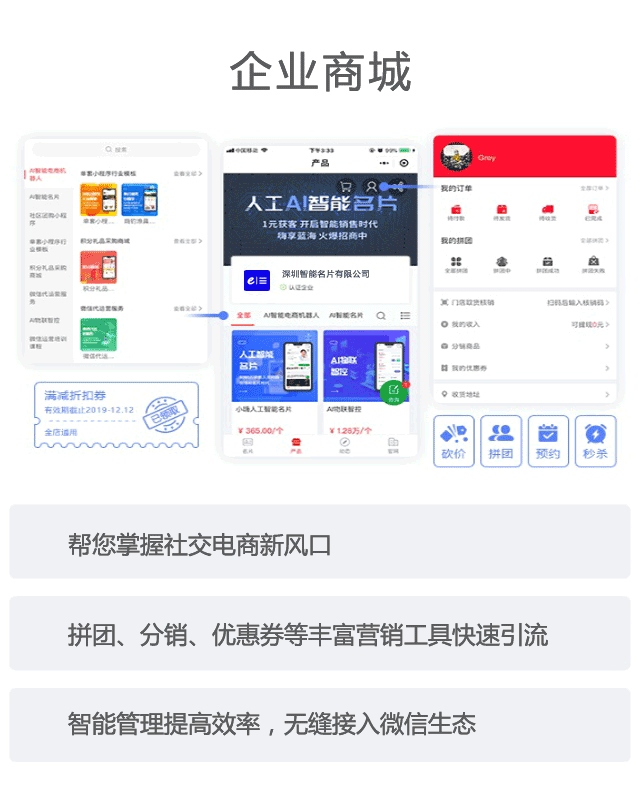 企业商城
搜索
AI智能电商机
器人
AI智能名片
社区团购小程
序
单套小程序行
业模板
积分礼品采购
商城
微信代运营服
务
AI物联智控
微信运营培训
课程
单套小程序行业模板
查看全部 >
单套小程...
商机渔具...
积分礼品采购商城
查看全部 >
积分礼品...
微信代运营服务
查看全部 >
微信代运...
满减折扣券
有效期截止2019-12.12
全店适用
已领取
中国移动
下午3:33
99%
产品
人工AI智能名片
1元获客 开启智能销售时代
嗨享蓝海 火爆招商中
深圳智能名片有限公司
认证企业
全部
AI智能电商机器人
AI智能名片
人工智能
名片
AI物联
智控
小嗨人工智能名片
AI物联智控
¥ 365.00/个
¥ 1.28万/个
咨询
名片
产品
动态
官网
Grey
我的订单
全部订单 >
待付款
待发货
待收货
已完成
我的拼团
全部拼团 >
全部拼团
拼团中
拼团成功
拼团失败
门店取货核销
扫码后输入核销码 >
我的收入
可提现0元 >
分销商品
我的优惠券
收货地址
砍价
拼团
预约
秒杀
帮您掌握社交电商新风口
拼团、分销、优惠券等丰富营销工具快速引流
智能管理提高效率，无缝接入微信生态